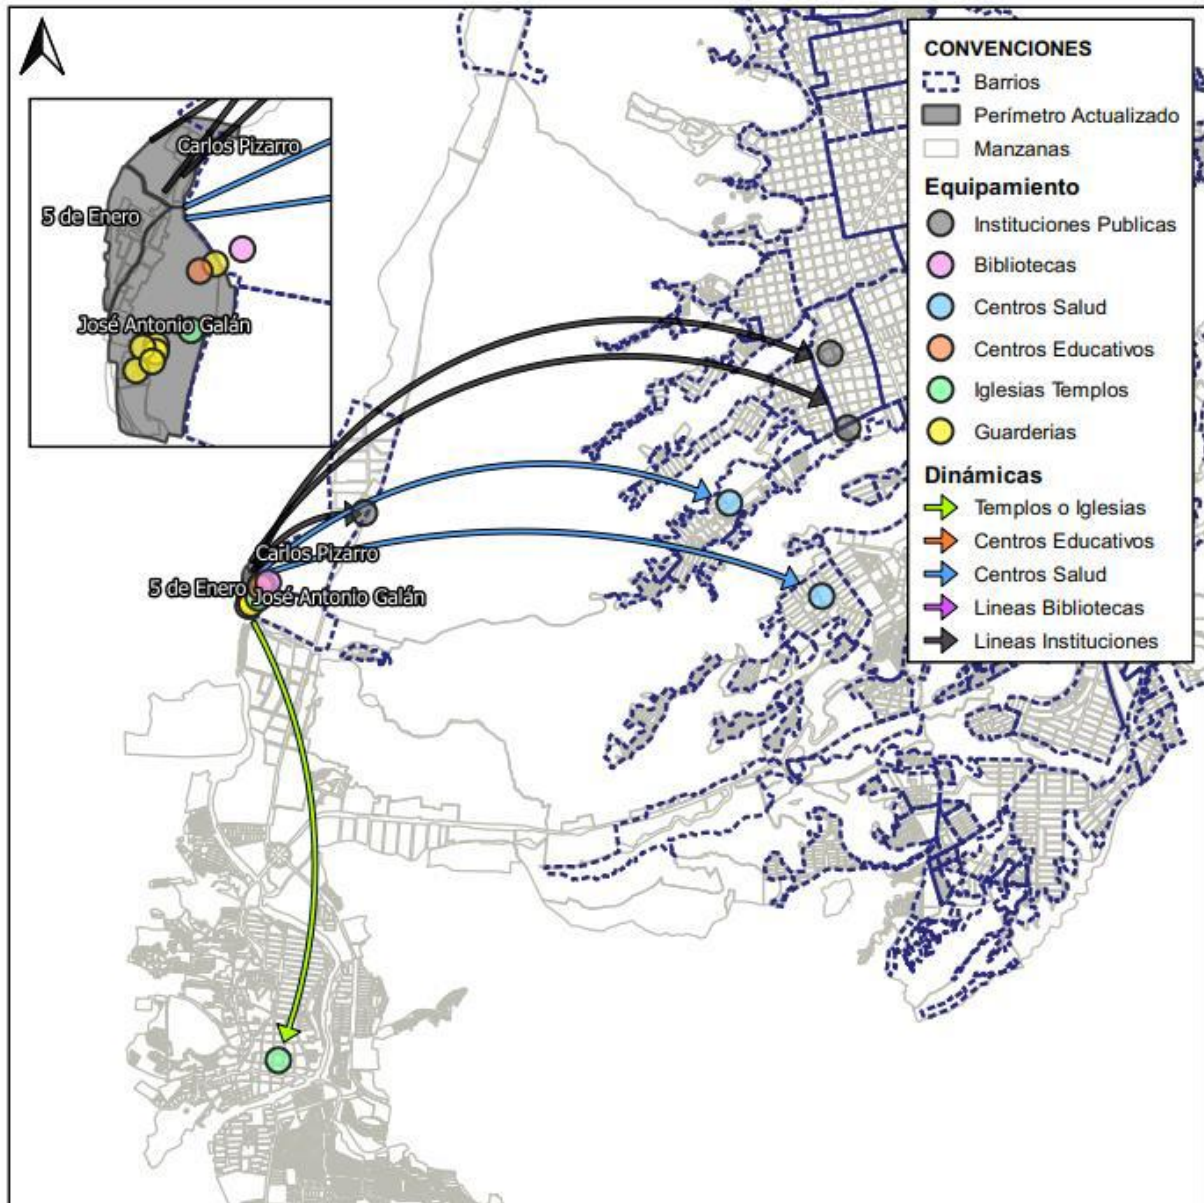 CONVENCIONES
Barrios
Perímetro Actualizado
Manzanas
Equipamiento
Instituciones Publicas
Bibliotecas
Centros Salud
Centros Educativos
Iglesias Templos
Guarderias
Dinámicas
Templos o Iglesias
Centros Educativos
Centros Salud
Lineas Bibliotecas
Lineas Instituciones
Carlos Pizarro
5 de Enero
José Antonio Galán
Carlos Pizarro
5 de Enero
José Antonio Galán